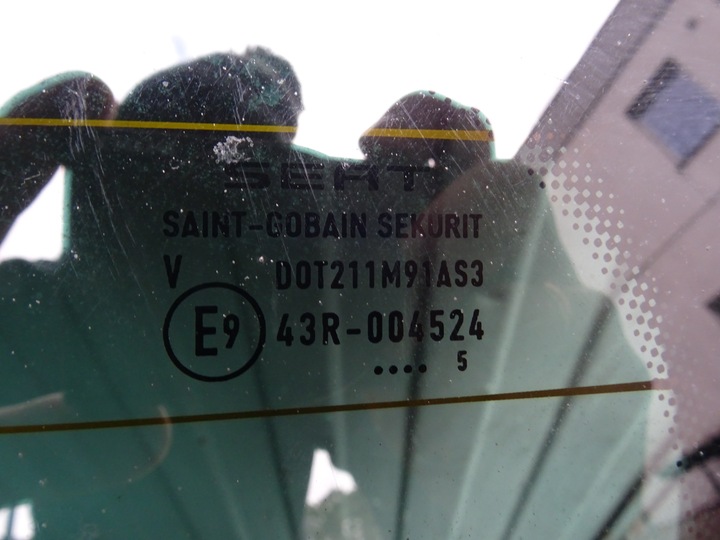 SEAT
SAINT-GOBAIN SEKURIT
V DOT211M91AS3
E9 43R-004524
.... 5